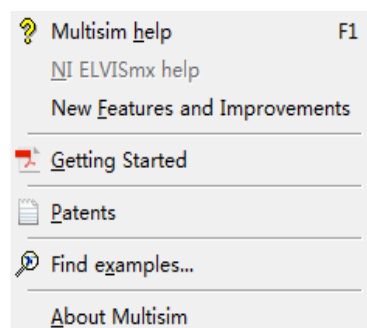 Multisim help F1
NI ELVISmx help
New Features and Improvements
Getting Started
Patents
Find examples...
About Multisim